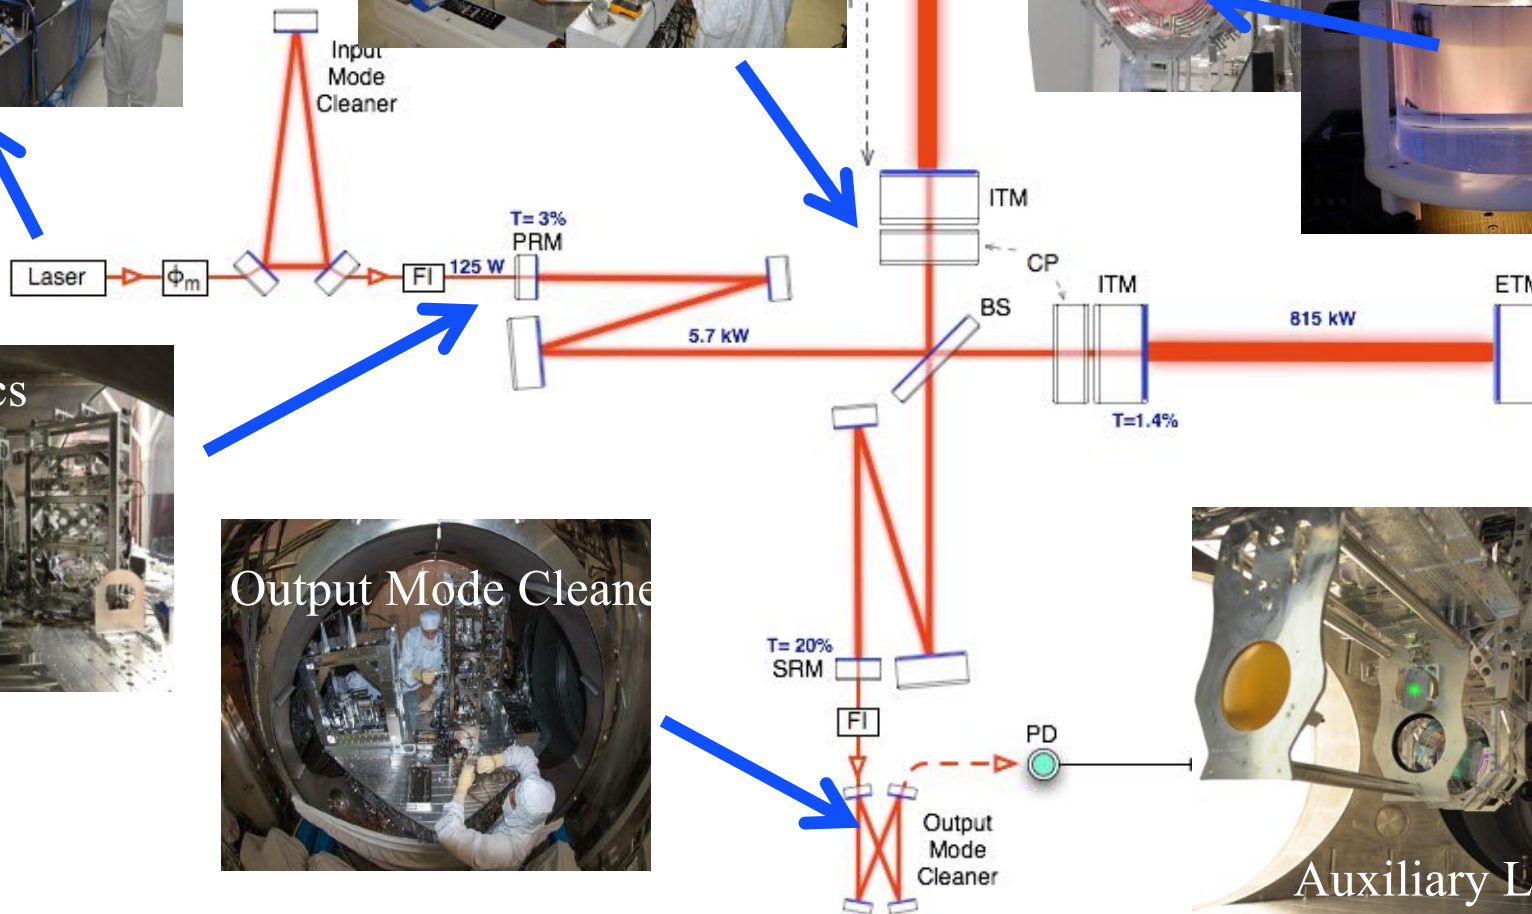 Input
Mode
Cleaner
ITM
T= 3%
PRM
CP
Laser
ϕm
FI
125 W
ITM
BS
815 kW
5.7 kW
T=1.4%
Output Mode Cleane
T= 20%
SRM
FI
PD
Output
Mode
Cleaner
Auxiliary L